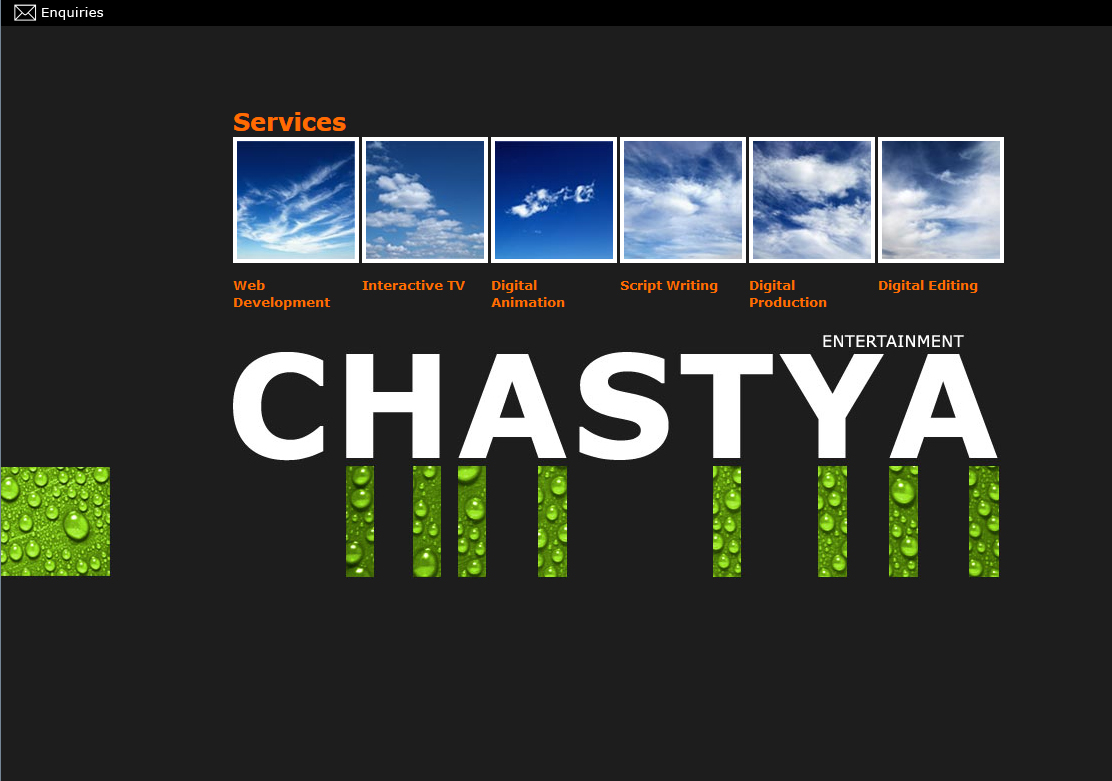 Enquiries
Services
Web
Development
Interactive TV
Digital
Animation
Script Writing
Digital
Production
Digital Editing
ENTERTAINMENT
CHASTYA